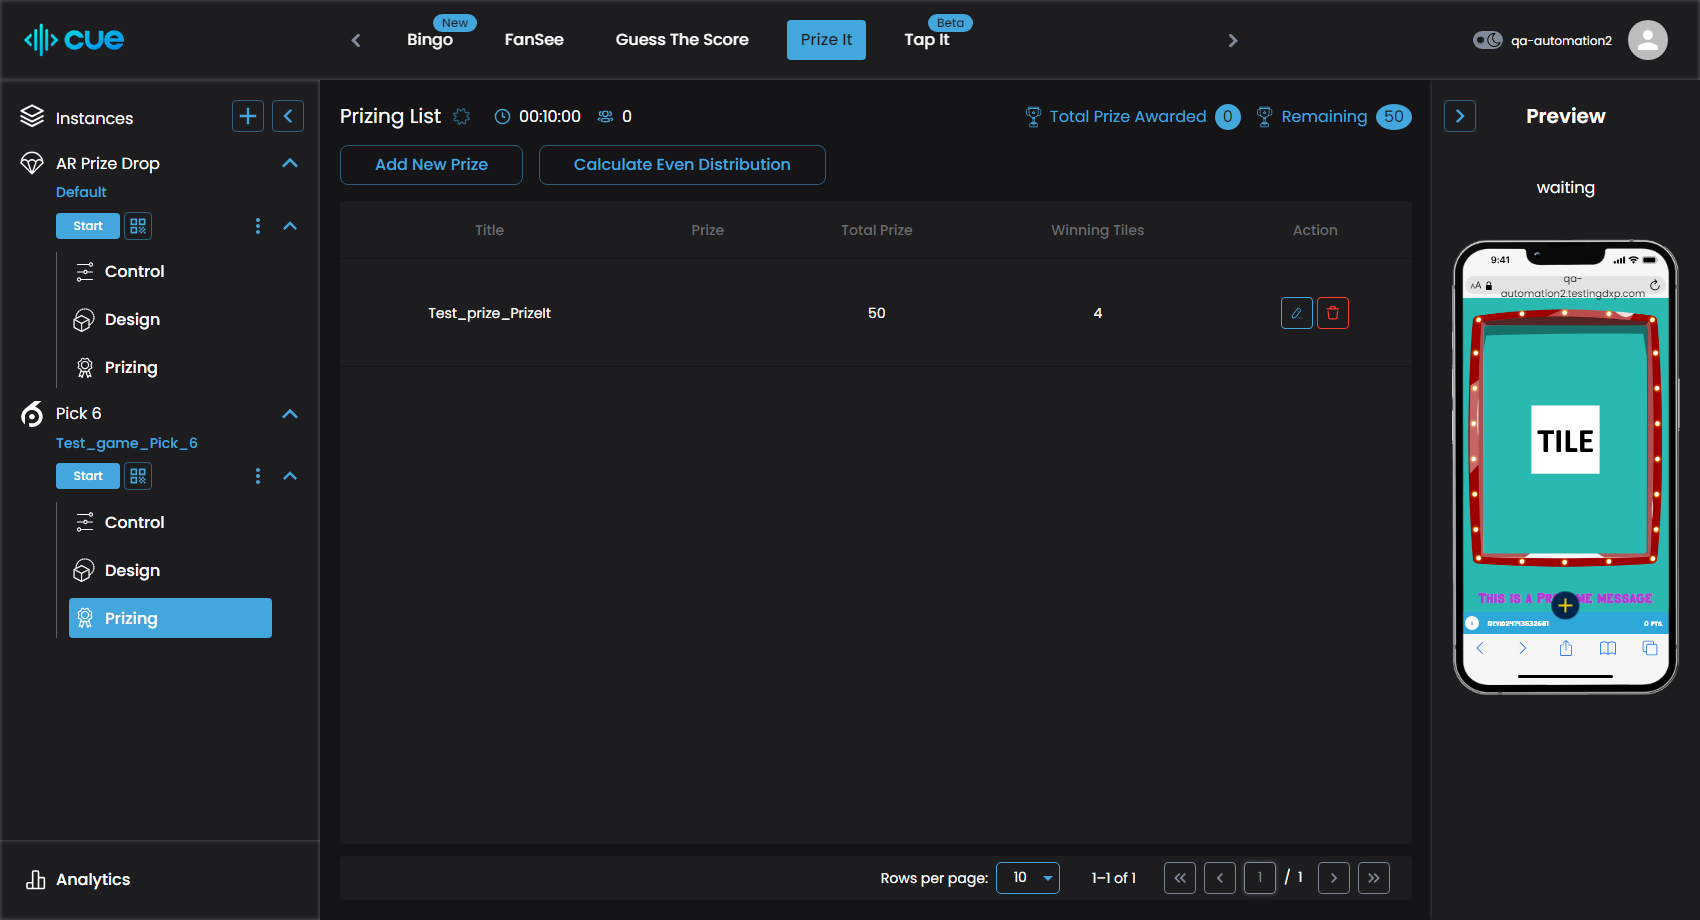 cue
New
Bingo
FanSee
Guess The Score
Prize It
Beta
Tap It
qa-automation2
Instances
AR Prize Drop
Default
Start
Control
Design
Prizing
Pick 6
Test_game_Pick_6
Start
Control
Design
Prizing
Analytics
Prizing List
00:10:00
0
Total Prize Awarded 0
Remaining 50
Add New Prize
Calculate Even Distribution
Title Prize Total Prize Winning Tiles Action
Test_prize_PrizeIt 50 4
Rows per page: 10 1–1 of 1 1 / 1
Preview
waiting
9:41
AA
qa-
automation2.testingdxp.com
TILE
This is a Pr me message
0 PTS.